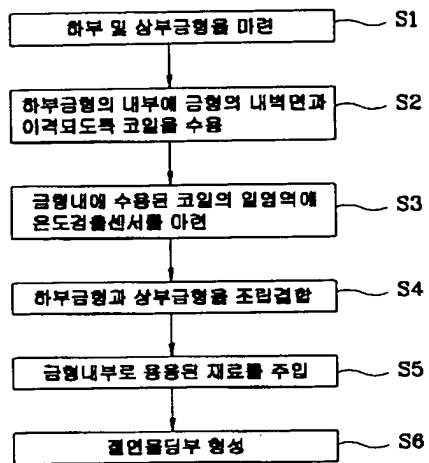 하부 및 상부금형을 마련
S1
하부금형의 내부에 금형의 내벽면과
이격되도록 코일을 수용
S2
금형내에 수용된 코일의 일영역에
온도검출센서를 마련
S3
하부금형과 상부금형을 조립결합
S4
금형내부로 용융된 재료를 주입
S5
절연몰딩부 형성
S6